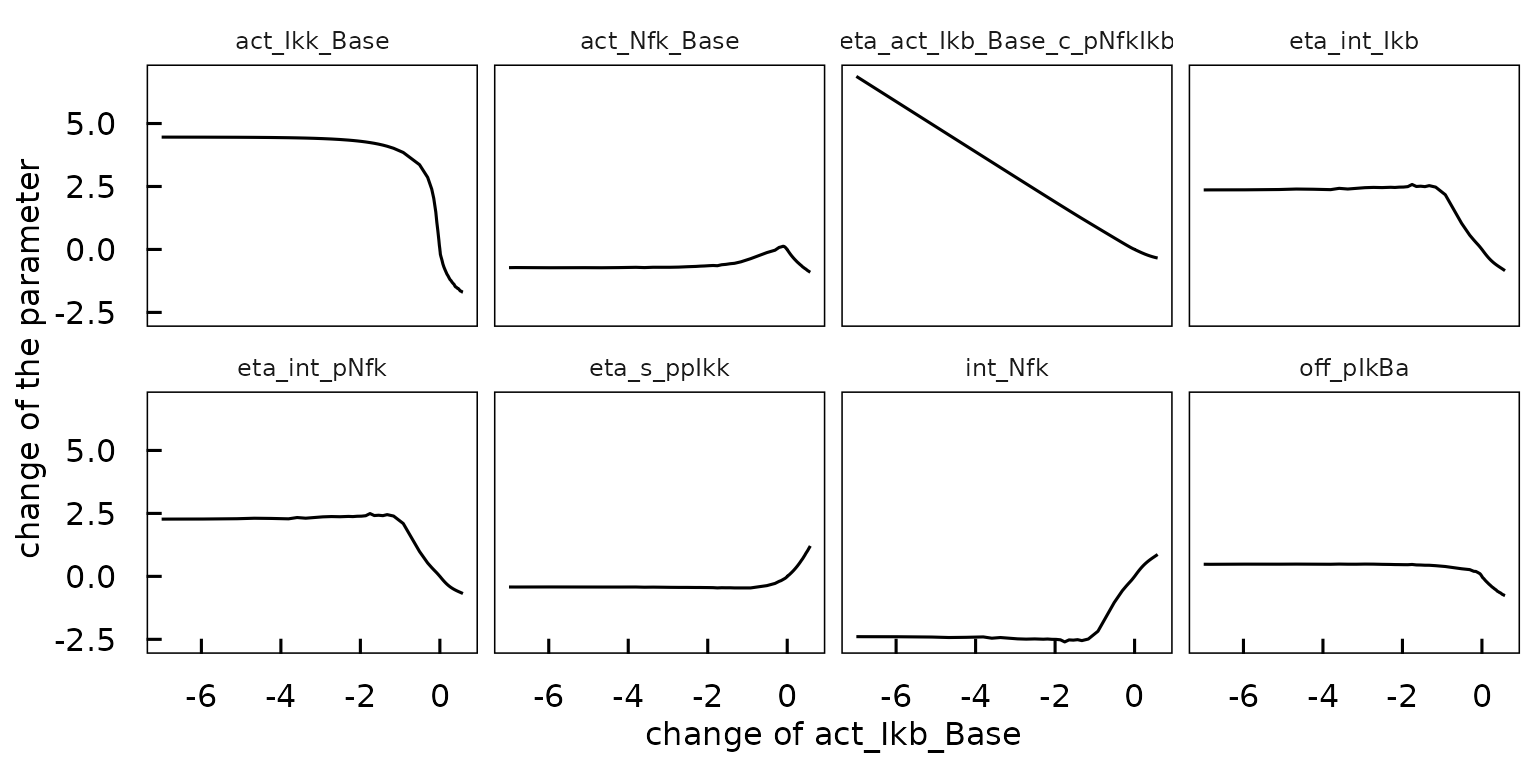 act_Ikk_Base
act_Nfk_Base
eta_act_Ikb_Base_c_pNfkIkb
eta_int_Ikb
5.0
2.5
0.0
-2.5
change of the parameter
eta_int_pNfk
eta_s_ppIkk
int_Nfk
off_pIkBa
5.0
2.5
0.0
-2.5
-6 -4 -2 0
-6 -4 -2 0
-6 -4 -2 0
-6 -4 -2 0
change of act_Ikb_Base